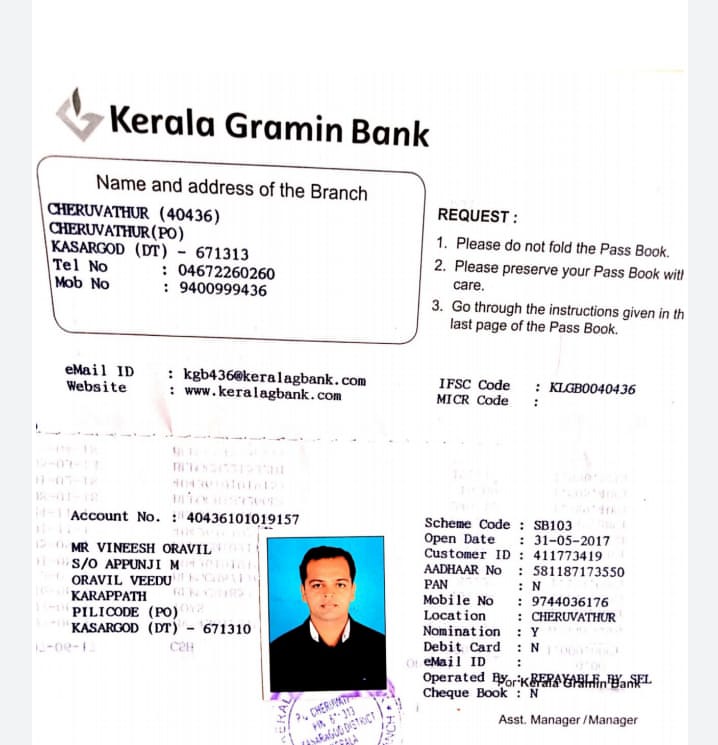 Kerala Gramin Bank
Name and address of the Branch
CHERUVATHUR (40436)
CHERUVATHUR(PO)
KASARGOD (DT) - 671313
Tel No : 04672260260
Mob No : 9400999436
REQUEST :
1. Please do not fold the Pass Book.
2. Please preserve your Pass Book with
care.
3. Go through the instructions given in th
last page of the Pass Book.
eMail ID : kgb436@keralagbank.com
Website : www.keralagbank.com
IFSC Code : KLGB0040436
MICR Code :
Account No. : 40436101019157
MR VINEESH ORAVIL
S/O APPUNJI M
ORAVIL VEEDU
KARAPPATH
PILICODE (PO)
KASARGOD (DT) - 671310
Scheme Code : SB103
Open Date : 31-05-2017
Customer ID : 411773419
AADHAAR No : 581187173550
PAN : N
Mobile No : 9744036176
Location : CHERUVATHUR
Nomination : Y
Debit Card : N
eMail ID :
Operated By : REPAYABLE BY SEL
For Kerala Gramin Bank
Cheque Book : N
Asst. Manager /Manager
CHERUVATHUR
KASARAGOD DISTRICT
KERALA